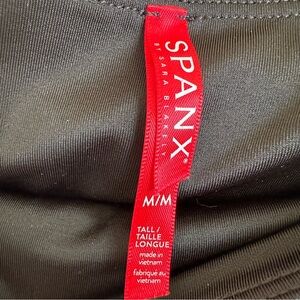 SPANX
BY SARA BLAKELY
M/M
TALL/
TAILLE
LONGUE
made in
vietnam
fabriqué au
vietnam